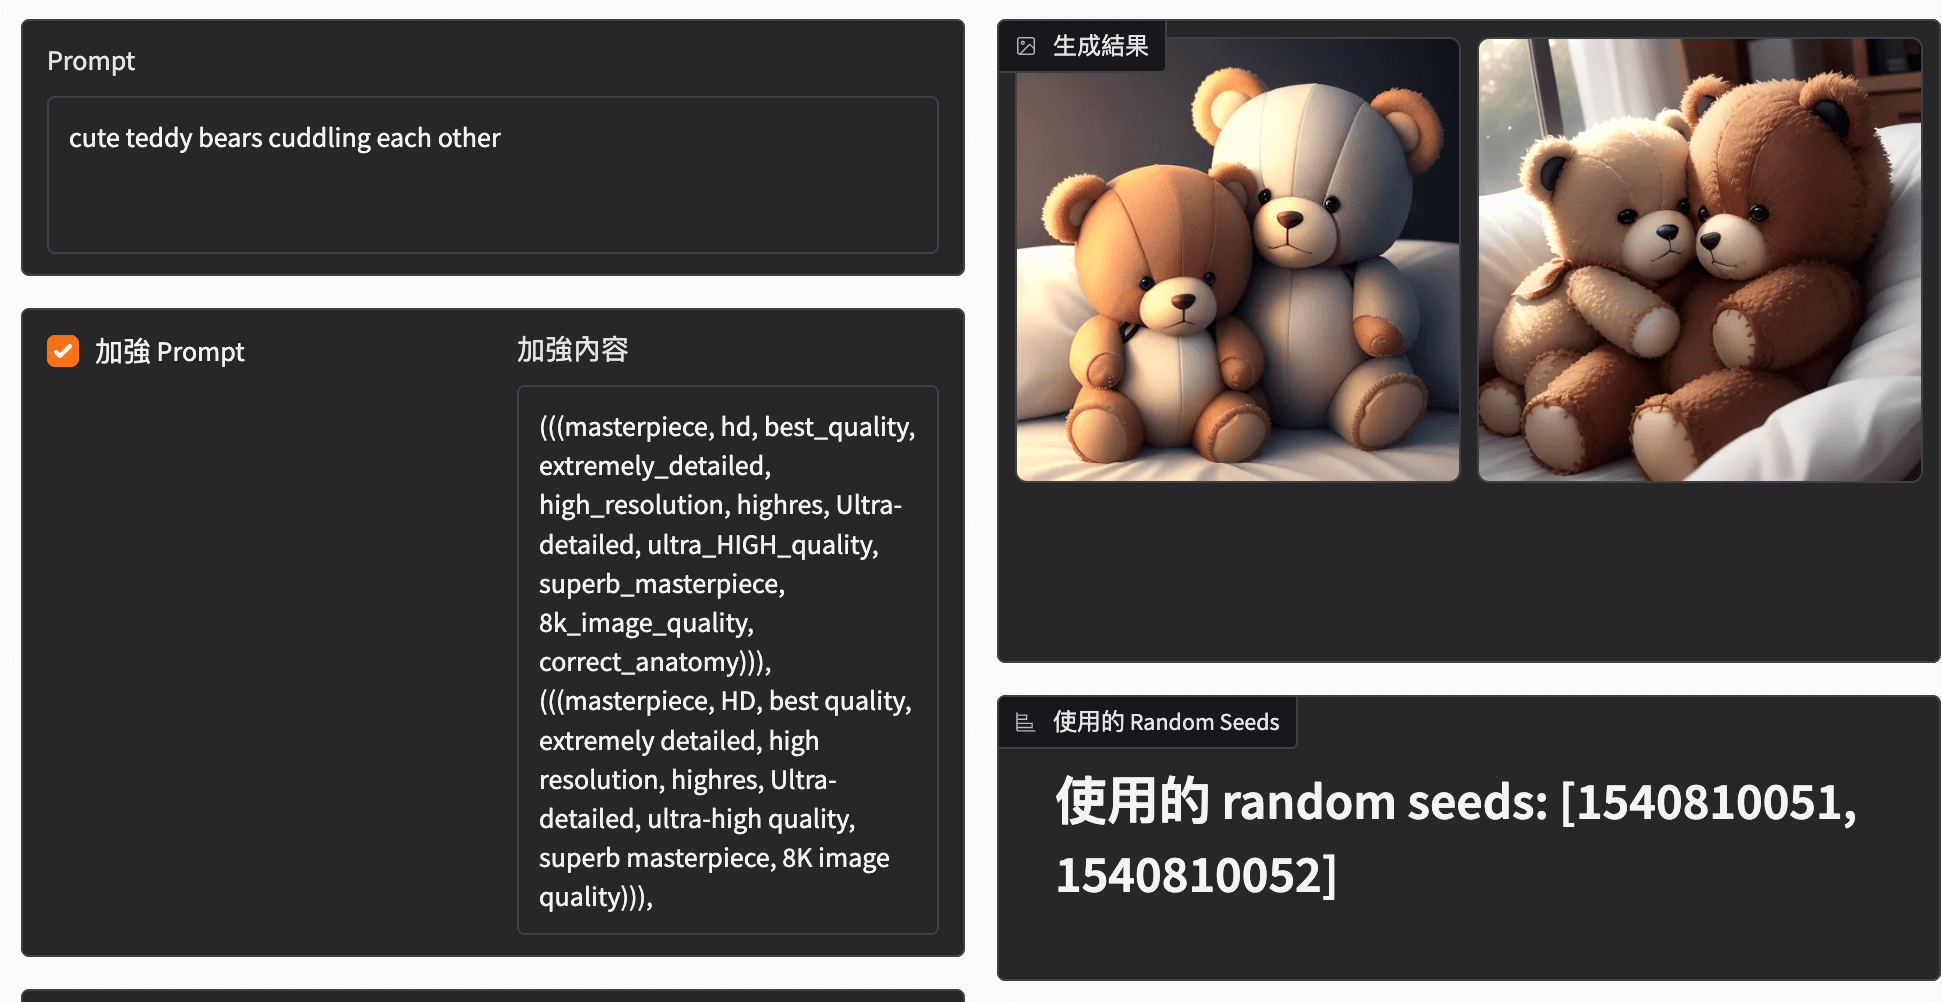 Prompt
cute teddy bears cuddling each other
加強 Prompt
加強內容
(((masterpiece, hd, best_quality,
extremely_detailed,
high_resolution, highres, Ultra-
detailed, ultra_HIGH_quality,
superb_masterpiece,
8k_image_quality,
correct_anatomy))),
(((masterpiece, HD, best quality,
extremely detailed, high
resolution, highres, Ultra-
detailed, ultra-high quality,
superb masterpiece, 8K image
quality))),
生成結果
使用的 Random Seeds
使用的 random seeds: [1540810051,
1540810052]